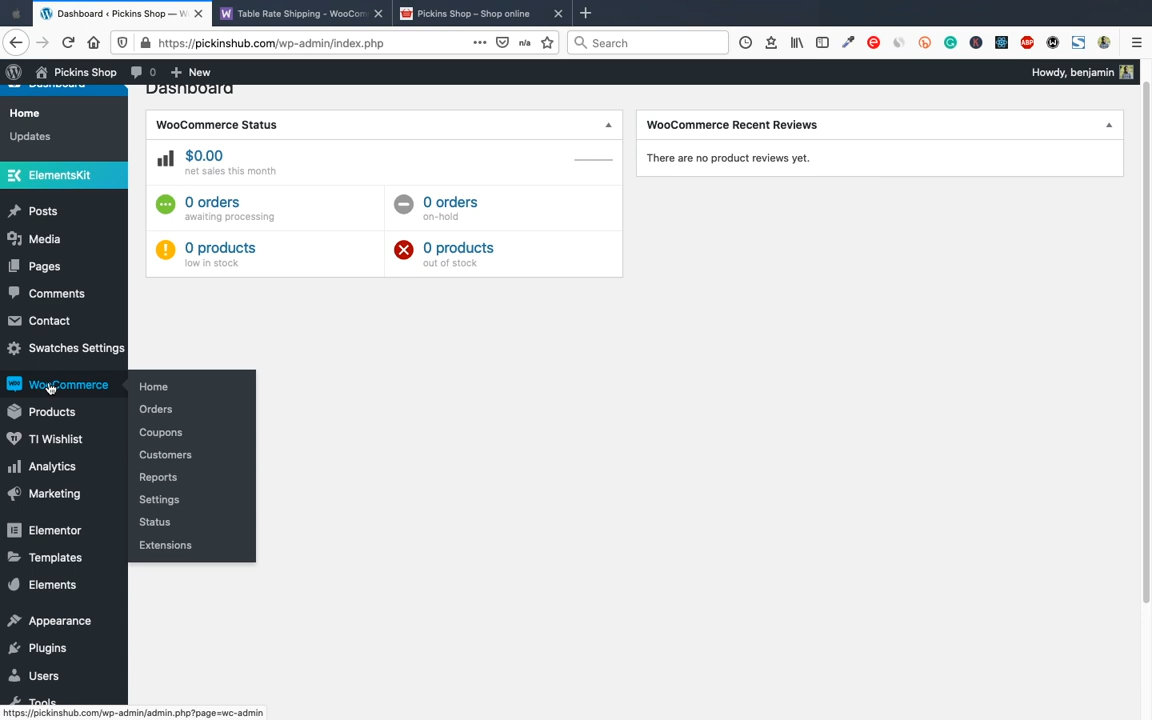 Dashboard ‹ Pickins Shop — W
Table Rate Shipping - WooCom
Pickins Shop – Shop online
https://pickinshub.com/wp-admin/index.php
n/a
Search
ABP
Pickins Shop
0
New
Howdy, benjamin
Dashboard
Dashboard
Home
Updates
ElementsKit
Posts
Media
Pages
Comments
Contact
Swatches Settings
WooCommerce
Products
TI Wishlist
Analytics
Marketing
Elementor
Templates
Elements
Appearance
Plugins
Users
Tools
Home
Orders
Coupons
Customers
Reports
Settings
Status
Extensions
WooCommerce Status
$0.00
net sales this month
0 orders
awaiting processing
0 orders
on-hold
0 products
low in stock
0 products
out of stock
WooCommerce Recent Reviews
There are no product reviews yet.
https://pickinshub.com/wp-admin/admin.php?page=wc-admin